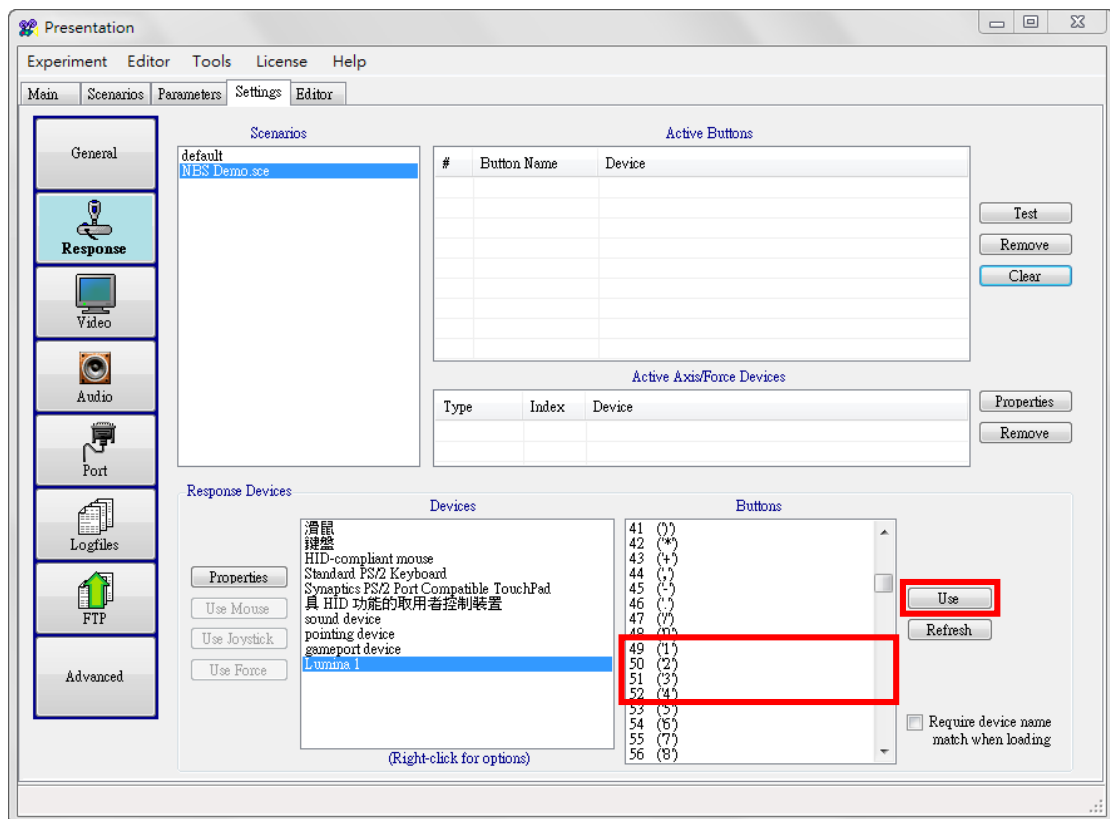 Presentation
Experiment Editor Tools License Help
Main Scenarios Parameters Settings Editor
General
Response
Video
Audio
Port
Logfiles
FTP
Advanced
Scenarios
default
NBS Demo.sce
Active Buttons
# Button Name Device
Test
Remove
Clear
Active Axis/Force Devices
Type Index Device
Properties
Remove
Response Devices
Properties
Use Mouse
Use Joystick
Use Force
Devices
滑鼠
鍵盤
HID-compliant mouse
Standard PS/2 Keyboard
Synaptics PS/2 Port Compatible TouchPad
具 HID 功能的取用者控制裝置
sound device
pointing device
gameport device
Lumina 1
(Right-click for options)
Buttons
41 (')')
42 ('*')
43 ('+')
44 (',')
45 ('-')
46 ('.')
47 ('/')
48 ('0')
49 ('1')
50 ('2')
51 ('3')
52 ('4')
53 ('5')
54 ('6')
55 ('7')
56 ('8')
Use
Refresh
Require device name
match when loading